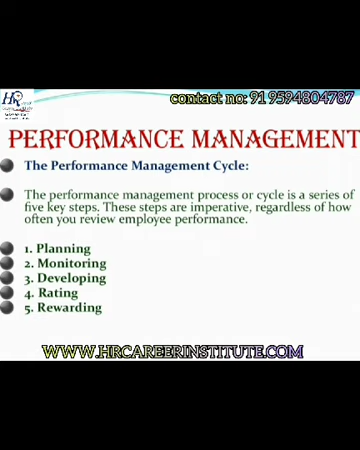 HR
contact no: 91 9594804787
PERFORMANCE MANAGEMENT
The Performance Management Cycle:
The performance management process or cycle is a series of
five key steps. These steps are imperative, regardless of how
often you review employee performance.
1. Planning
2. Monitoring
3. Developing
4. Rating
5. Rewarding
WWW.HRCAREERINSTITUTE.COM